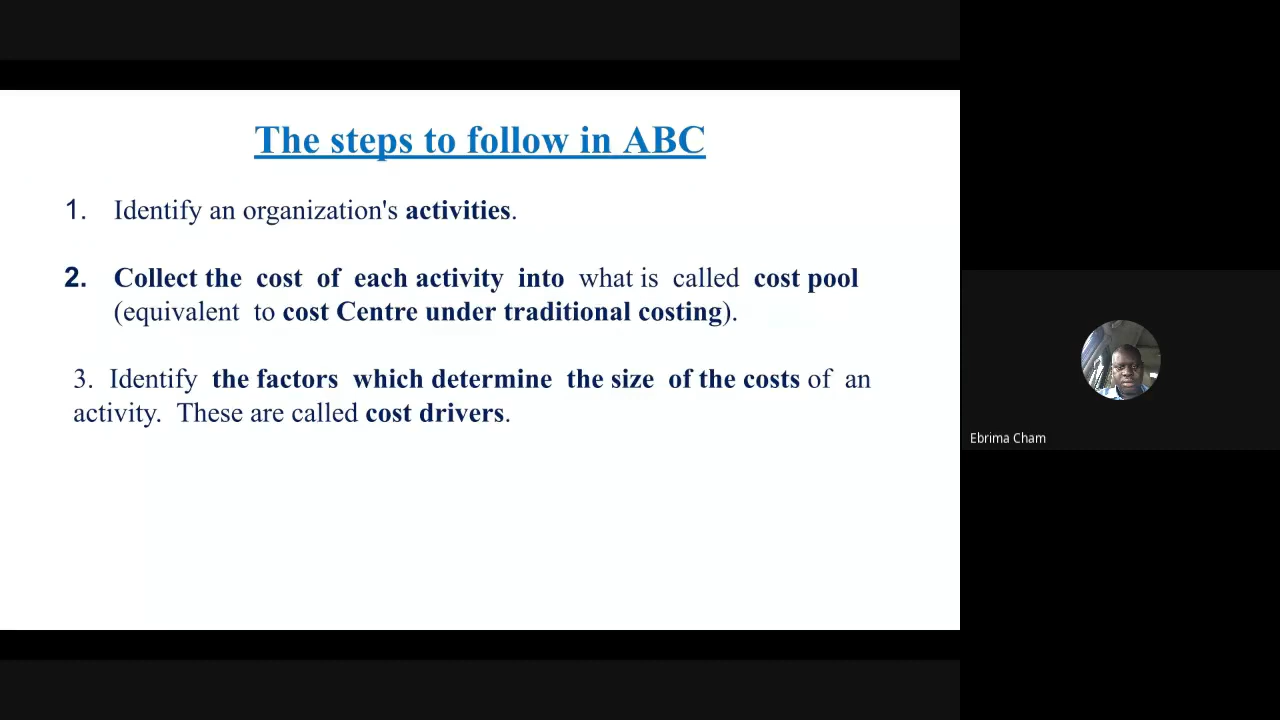 The steps to follow in ABC
1. Identify an organization's activities.
2. Collect the cost of each activity into what is called cost pool
(equivalent to cost Centre under traditional costing).
3. Identify the factors which determine the size of the costs of an
activity. These are called cost drivers.
Ebrima Cham